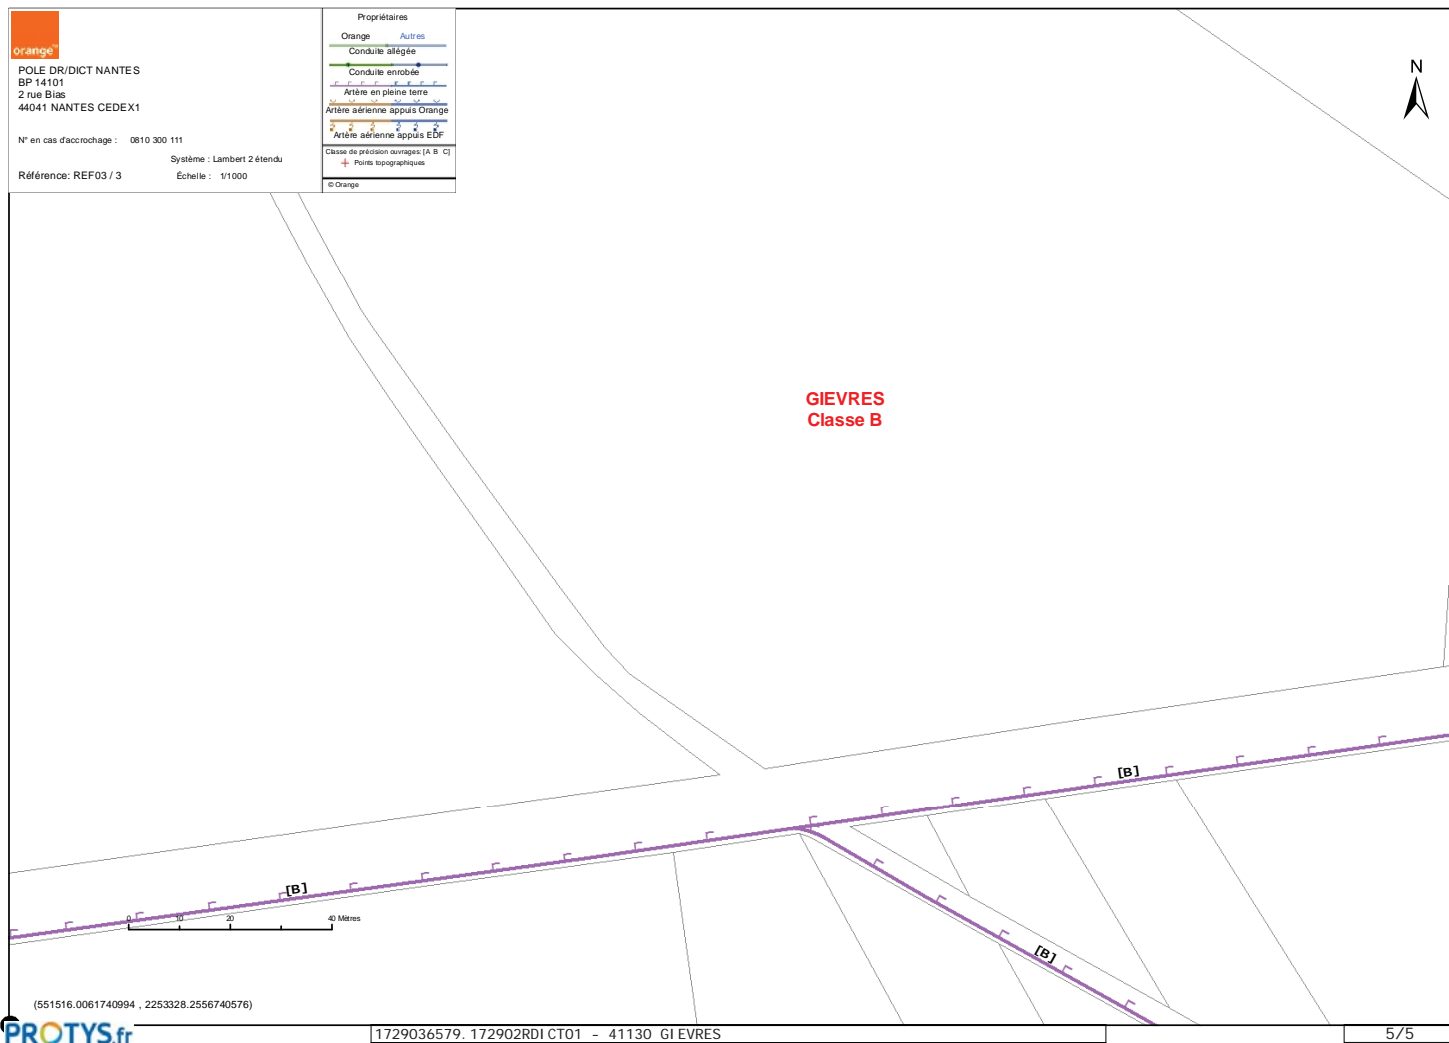 orange™
POLE DR/DICT NANTES
BP 14101
2 rue Bias
44041 NANTES CEDEX1
N° en cas d'accrochage : 0810 300 111
Système : Lambert 2 étendu
Référence: REF03 / 3
Échelle : 1/1000
Propriétaires
Orange Autres
Conduite allégée
Conduite enrobée
Artère en pleine terre
Artère aérienne appuis Orange
Artère aérienne appuis EDF
Classe de précision ouvrages: [A B C]
Points topographiques
© Orange
N
GIEVRES
Classe B
[B]
[B]
[B]
0 10 20 40 Mètres
(551516.0061740994 , 2253328.2556740576)
PROTYS.fr
1729036579. 172902RDICT01 - 41130 GIEVRES
5/5